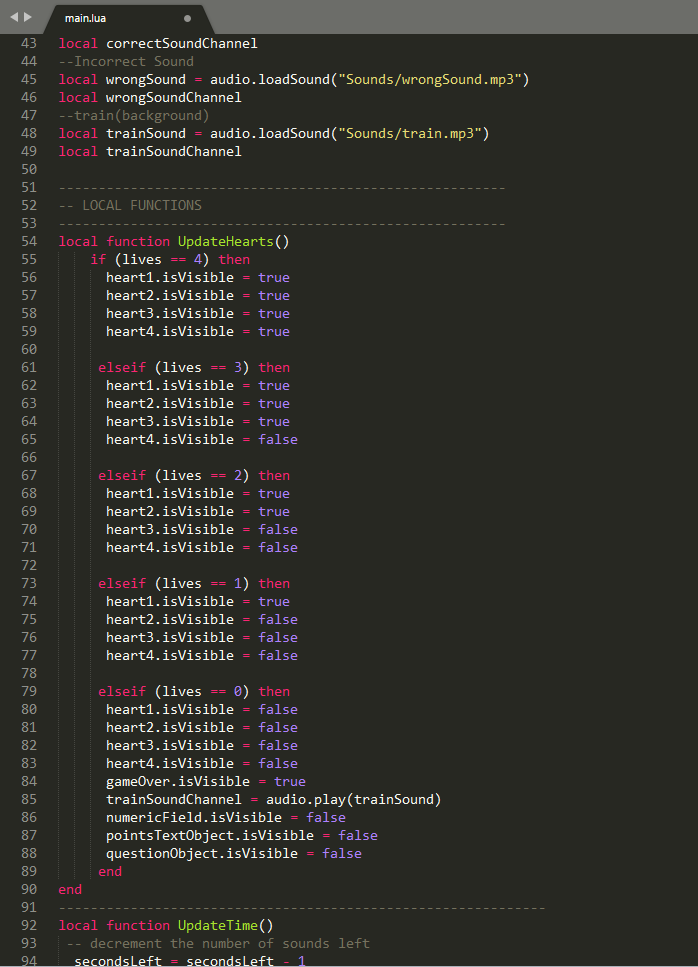 main.lua
43 local correctSoundChannel
44 --Incorrect Sound
45 local wrongSound = audio.loadSound("Sounds/wrongSound.mp3")
46 local wrongSoundChannel
47 --train(background)
48 local trainSound = audio.loadSound("Sounds/train.mp3")
49 local trainSoundChannel
50
51 --------------------------------------------------------
52 -- LOCAL FUNCTIONS
53 --------------------------------------------------------
54 local function UpdateHearts()
55 if (lives == 4) then
56 heart1.isVisible = true
57 heart2.isVisible = true
58 heart3.isVisible = true
59 heart4.isVisible = true
60
61 elseif (lives == 3) then
62 heart1.isVisible = true
63 heart2.isVisible = true
64 heart3.isVisible = true
65 heart4.isVisible = false
66
67 elseif (lives == 2) then
68 heart1.isVisible = true
69 heart2.isVisible = true
70 heart3.isVisible = false
71 heart4.isVisible = false
72
73 elseif (lives == 1) then
74 heart1.isVisible = true
75 heart2.isVisible = false
76 heart3.isVisible = false
77 heart4.isVisible = false
78
79 elseif (lives == 0) then
80 heart1.isVisible = false
81 heart2.isVisible = false
82 heart3.isVisible = false
83 heart4.isVisible = false
84 gameOver.isVisible = true
85 trainSoundChannel = audio.play(trainSound)
86 numericField.isVisible = false
87 pointsTextObject.isVisible = false
88 questionObject.isVisible = false
89 end
90 end
91 -------------------------------------------------------------
92 local function UpdateTime()
93 -- decrement the number of sounds left
94 secondsLeft = secondsLeft - 1